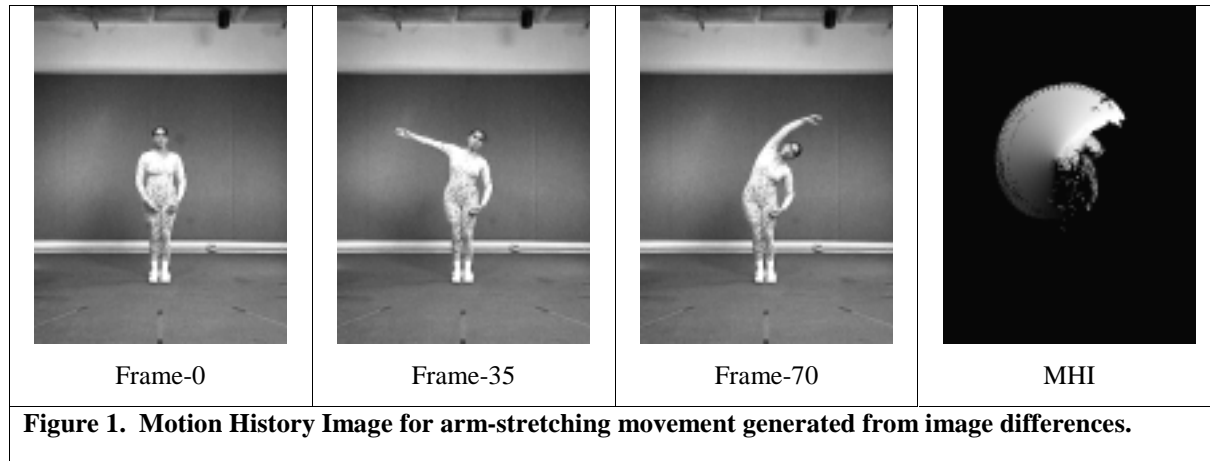 Frame-0
Frame-35
Frame-70
MHI
Figure 1.  Motion History Image for arm-stretching movement generated from image differences.